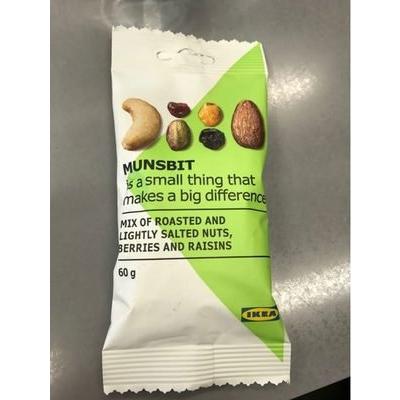 MUNSBIT
is a small thing that
makes a big difference
MIX OF ROASTED AND
LIGHTLY SALTED NUTS,
BERRIES AND RAISINS
60 g
IKEA